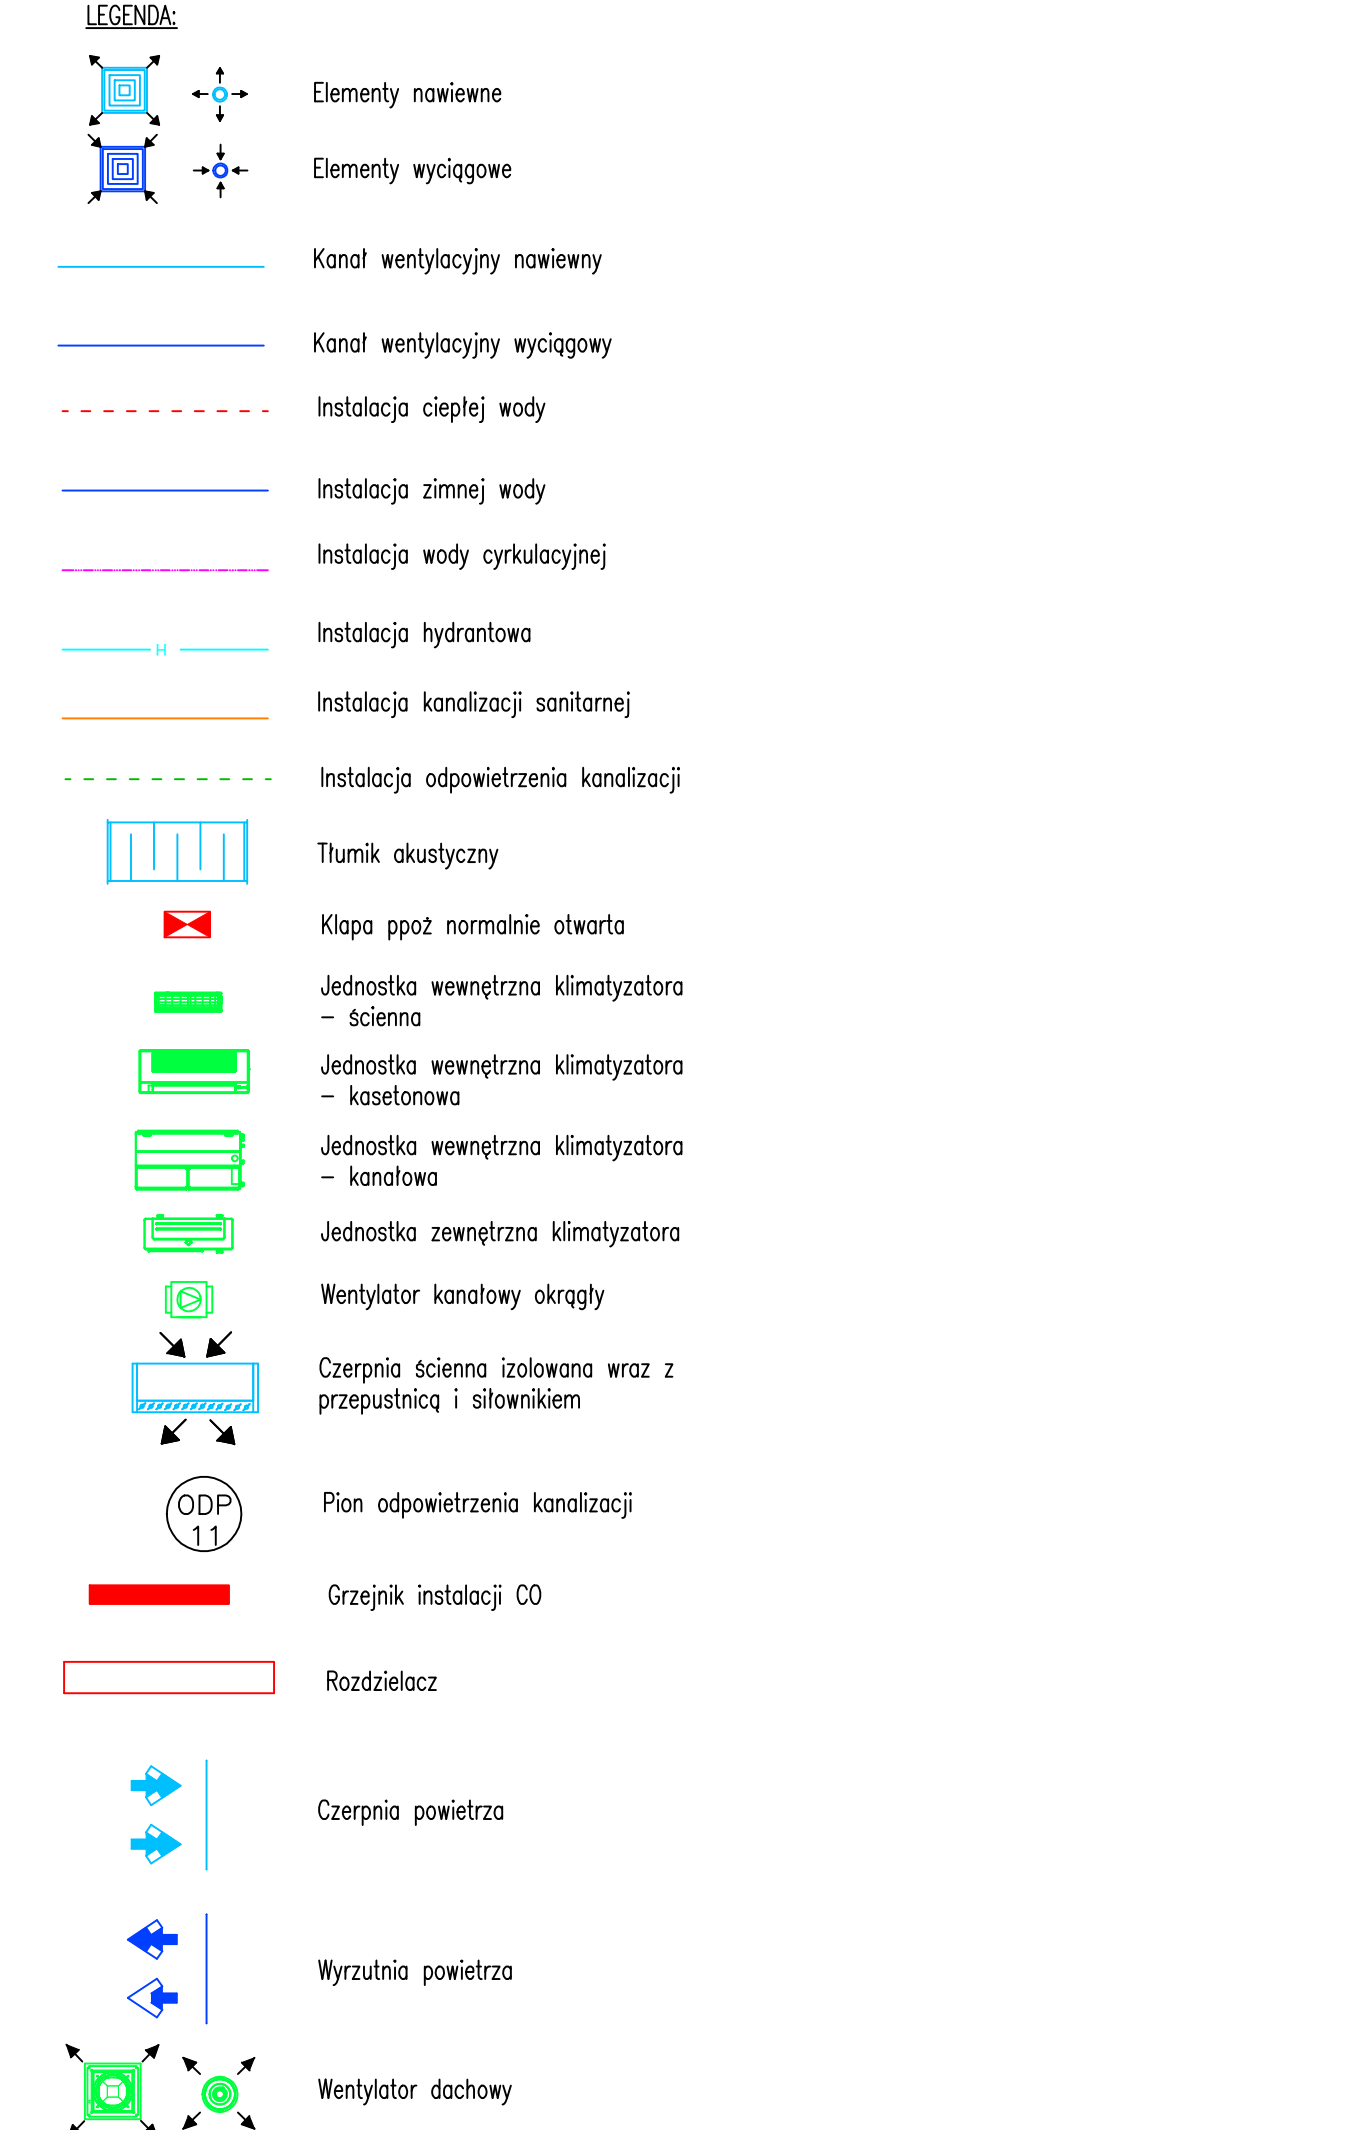 LEGENDA:
Elementy nawiewne
Elementy wyciągowe
Kanał wentylacyjny nawiewny
Kanał wentylacyjny wyciągowy
Instalacja ciepłej wody
Instalacja zimnej wody
Instalacja wody cyrkulacyjnej
Instalacja hydrantowa
H
Instalacja kanalizacji sanitarnej
Instalacja odpowietrzenia kanalizacji
Tłumik akustyczny
Klapa ppoż normalnie otwarta
Jednostka wewnętrzna klimatyzatora
– ścienna
Jednostka wewnętrzna klimatyzatora
– kasetonowa
Jednostka wewnętrzna klimatyzatora
– kanałowa
Jednostka zewnętrzna klimatyzatora
Wentylator kanałowy okrągły
Czerpnia ścienna izolowana wraz z
przepustnicą i siłownikiem
ODP
11
Pion odpowietrzenia kanalizacji
Grzejnik instalacji CO
Rozdzielacz
Czerpnia powietrza
Wyrzutnia powietrza
Wentylator dachowy